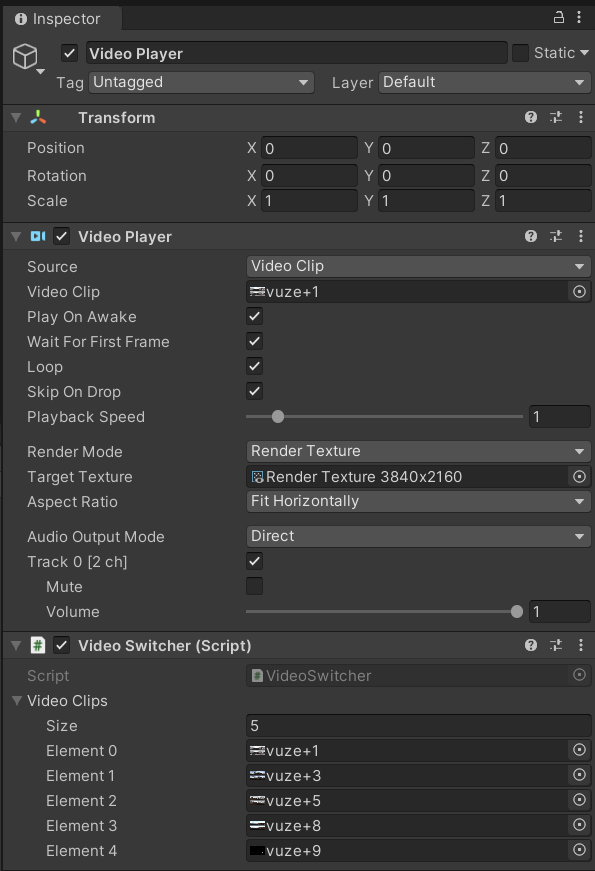 Inspector
Video Player Static
Tag Untagged Layer Default
Transform
Position X 0 Y 0 Z 0
Rotation X 0 Y 0 Z 0
Scale X 1 Y 1 Z 1
Video Player
Source Video Clip
Video Clip vuze+1
Play On Awake
Wait For First Frame
Loop
Skip On Drop
Playback Speed 1
Render Mode Render Texture
Target Texture Render Texture 3840x2160
Aspect Ratio Fit Horizontally
Audio Output Mode Direct
Track 0 [2 ch]
Mute
Volume 1
# Video Switcher (Script)
Script # VideoSwitcher
Video Clips
Size 5
Element 0 vuze+1
Element 1 vuze+3
Element 2 vuze+5
Element 3 vuze+8
Element 4 vuze+9